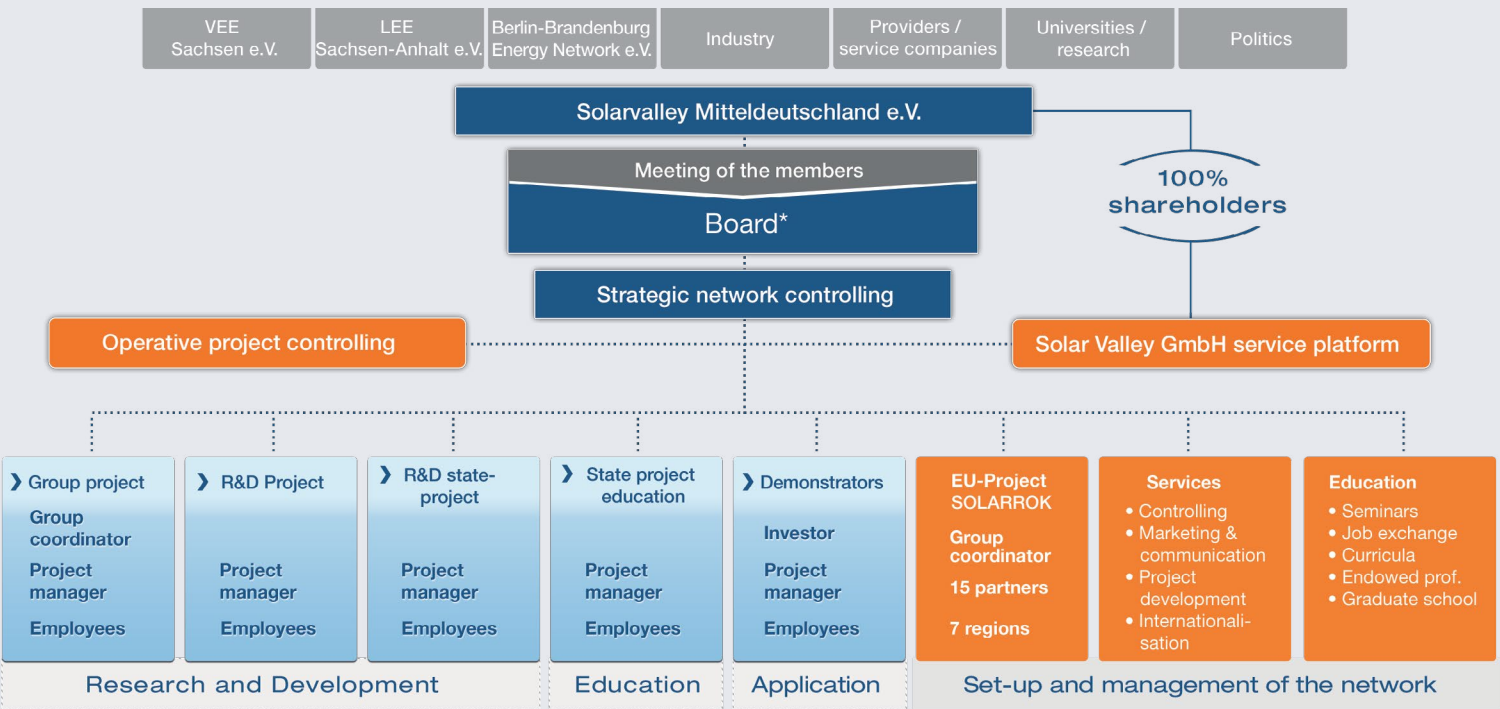 VEE
Sachsen e.V.
LEE
Sachsen-Anhalt e.V.
Berlin-Brandenburg
Energy Network e.V.
Industry
Providers /
service companies
Universities /
research
Politics
Solarvalley Mitteldeutschland e.V.
Meeting of the members
Board*
100%
shareholders
Strategic network controlling
Operative project controlling
Solar Valley GmbH service platform
❯ Group project
Group
coordinator
Project
manager
Employees
❯ R&D Project
Project
manager
Employees
❯ R&D state-
project
Project
manager
Employees
❯ State project
education
Project
manager
Employees
❯ Demonstrators
Investor
Project
manager
Employees
EU-Project
SOLARROK
Group
coordinator
15 partners
7 regions
Services
• Controlling
• Marketing &
communication
• Project
development
• Internationali-
sation
Education
• Seminars
• Job exchange
• Curricula
• Endowed prof.
• Graduate school
Research and Development
Education
Application
Set-up and management of the network